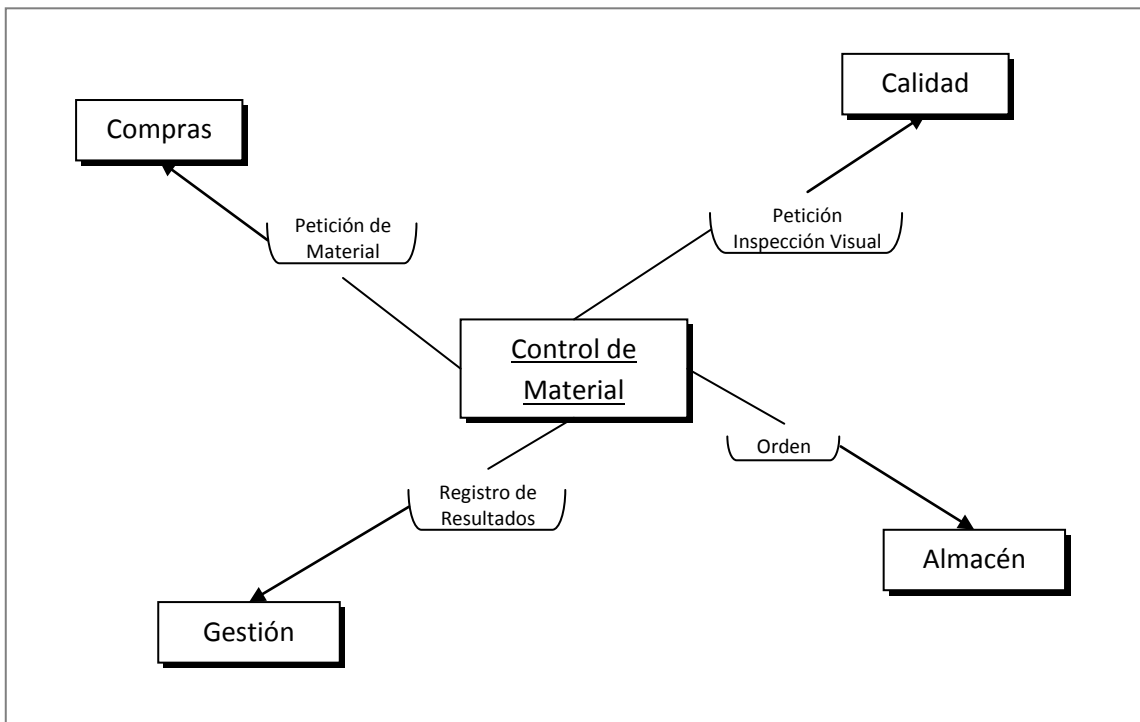 Calidad
Compras
Petición de
Material
Petición
Inspección Visual
Control de
Material
Orden
Registro de
Resultados
Almacén
Gestión